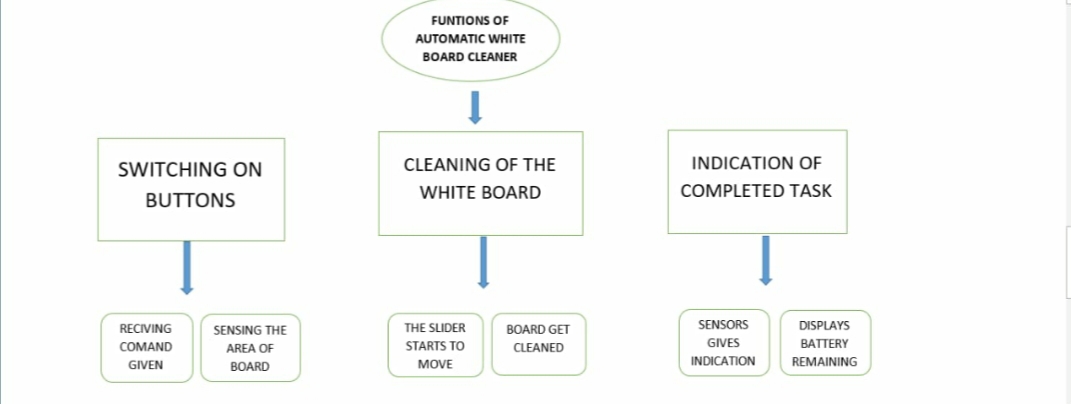 FUNTIONS OF
AUTOMATIC WHITE
BOARD CLEANER
SWITCHING ON
BUTTONS
CLEANING OF THE
WHITE BOARD
INDICATION OF
COMPLETED TASK
RECIVING
COMAND
GIVEN
SENSING THE
AREA OF
BOARD
THE SLIDER
STARTS TO
MOVE
BOARD GET
CLEANED
SENSORS
GIVES
INDICATION
DISPLAYS
BATTERY
REMAINING